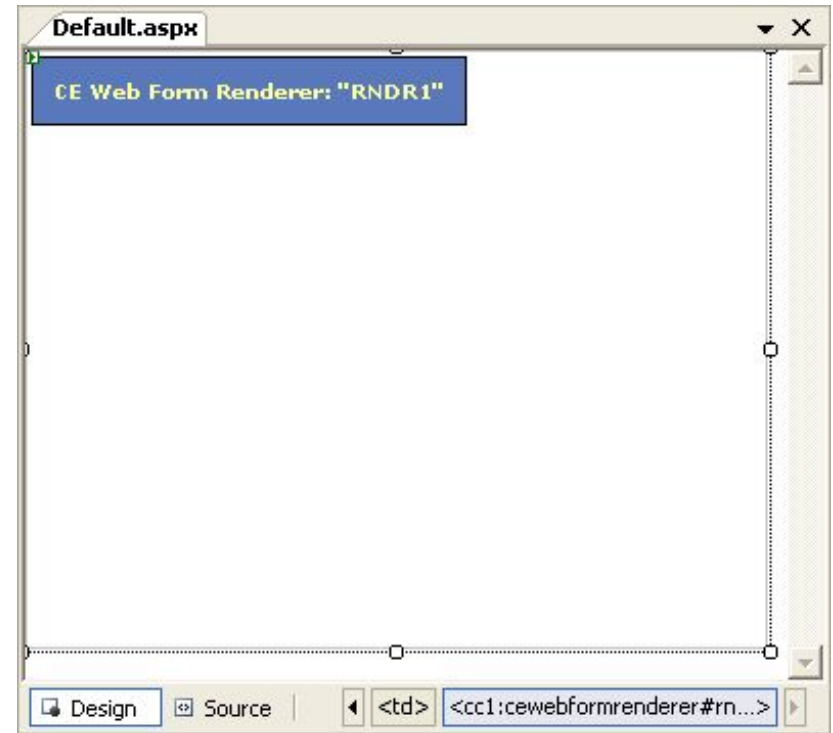 Default.aspx
CE Web Form Renderer: "RNDR1"
Design Source <td> <cc1:cewebformrenderer#rn...>